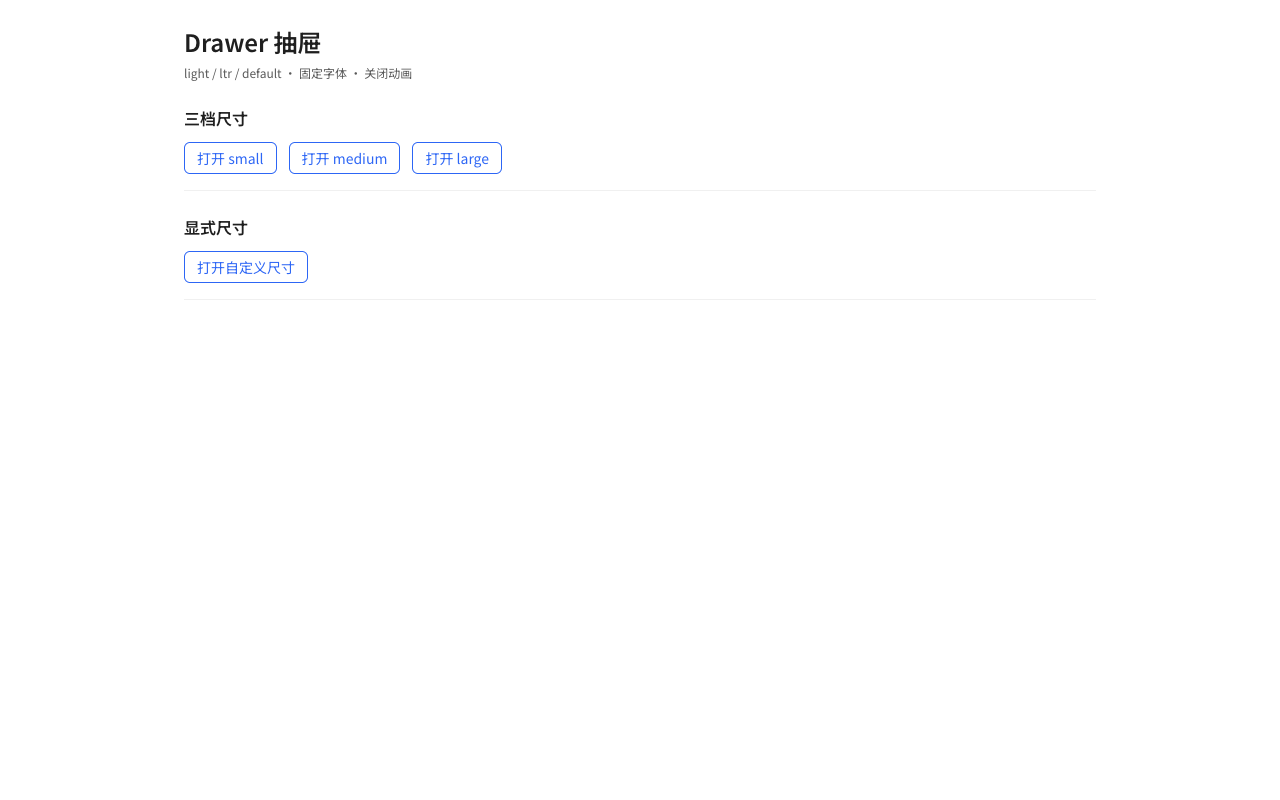 Drawer 抽屉
light / ltr / default · 固定字体 · 关闭动画
三档尺寸
打开 small 打开 medium 打开 large
显式尺寸
打开自定义尺寸